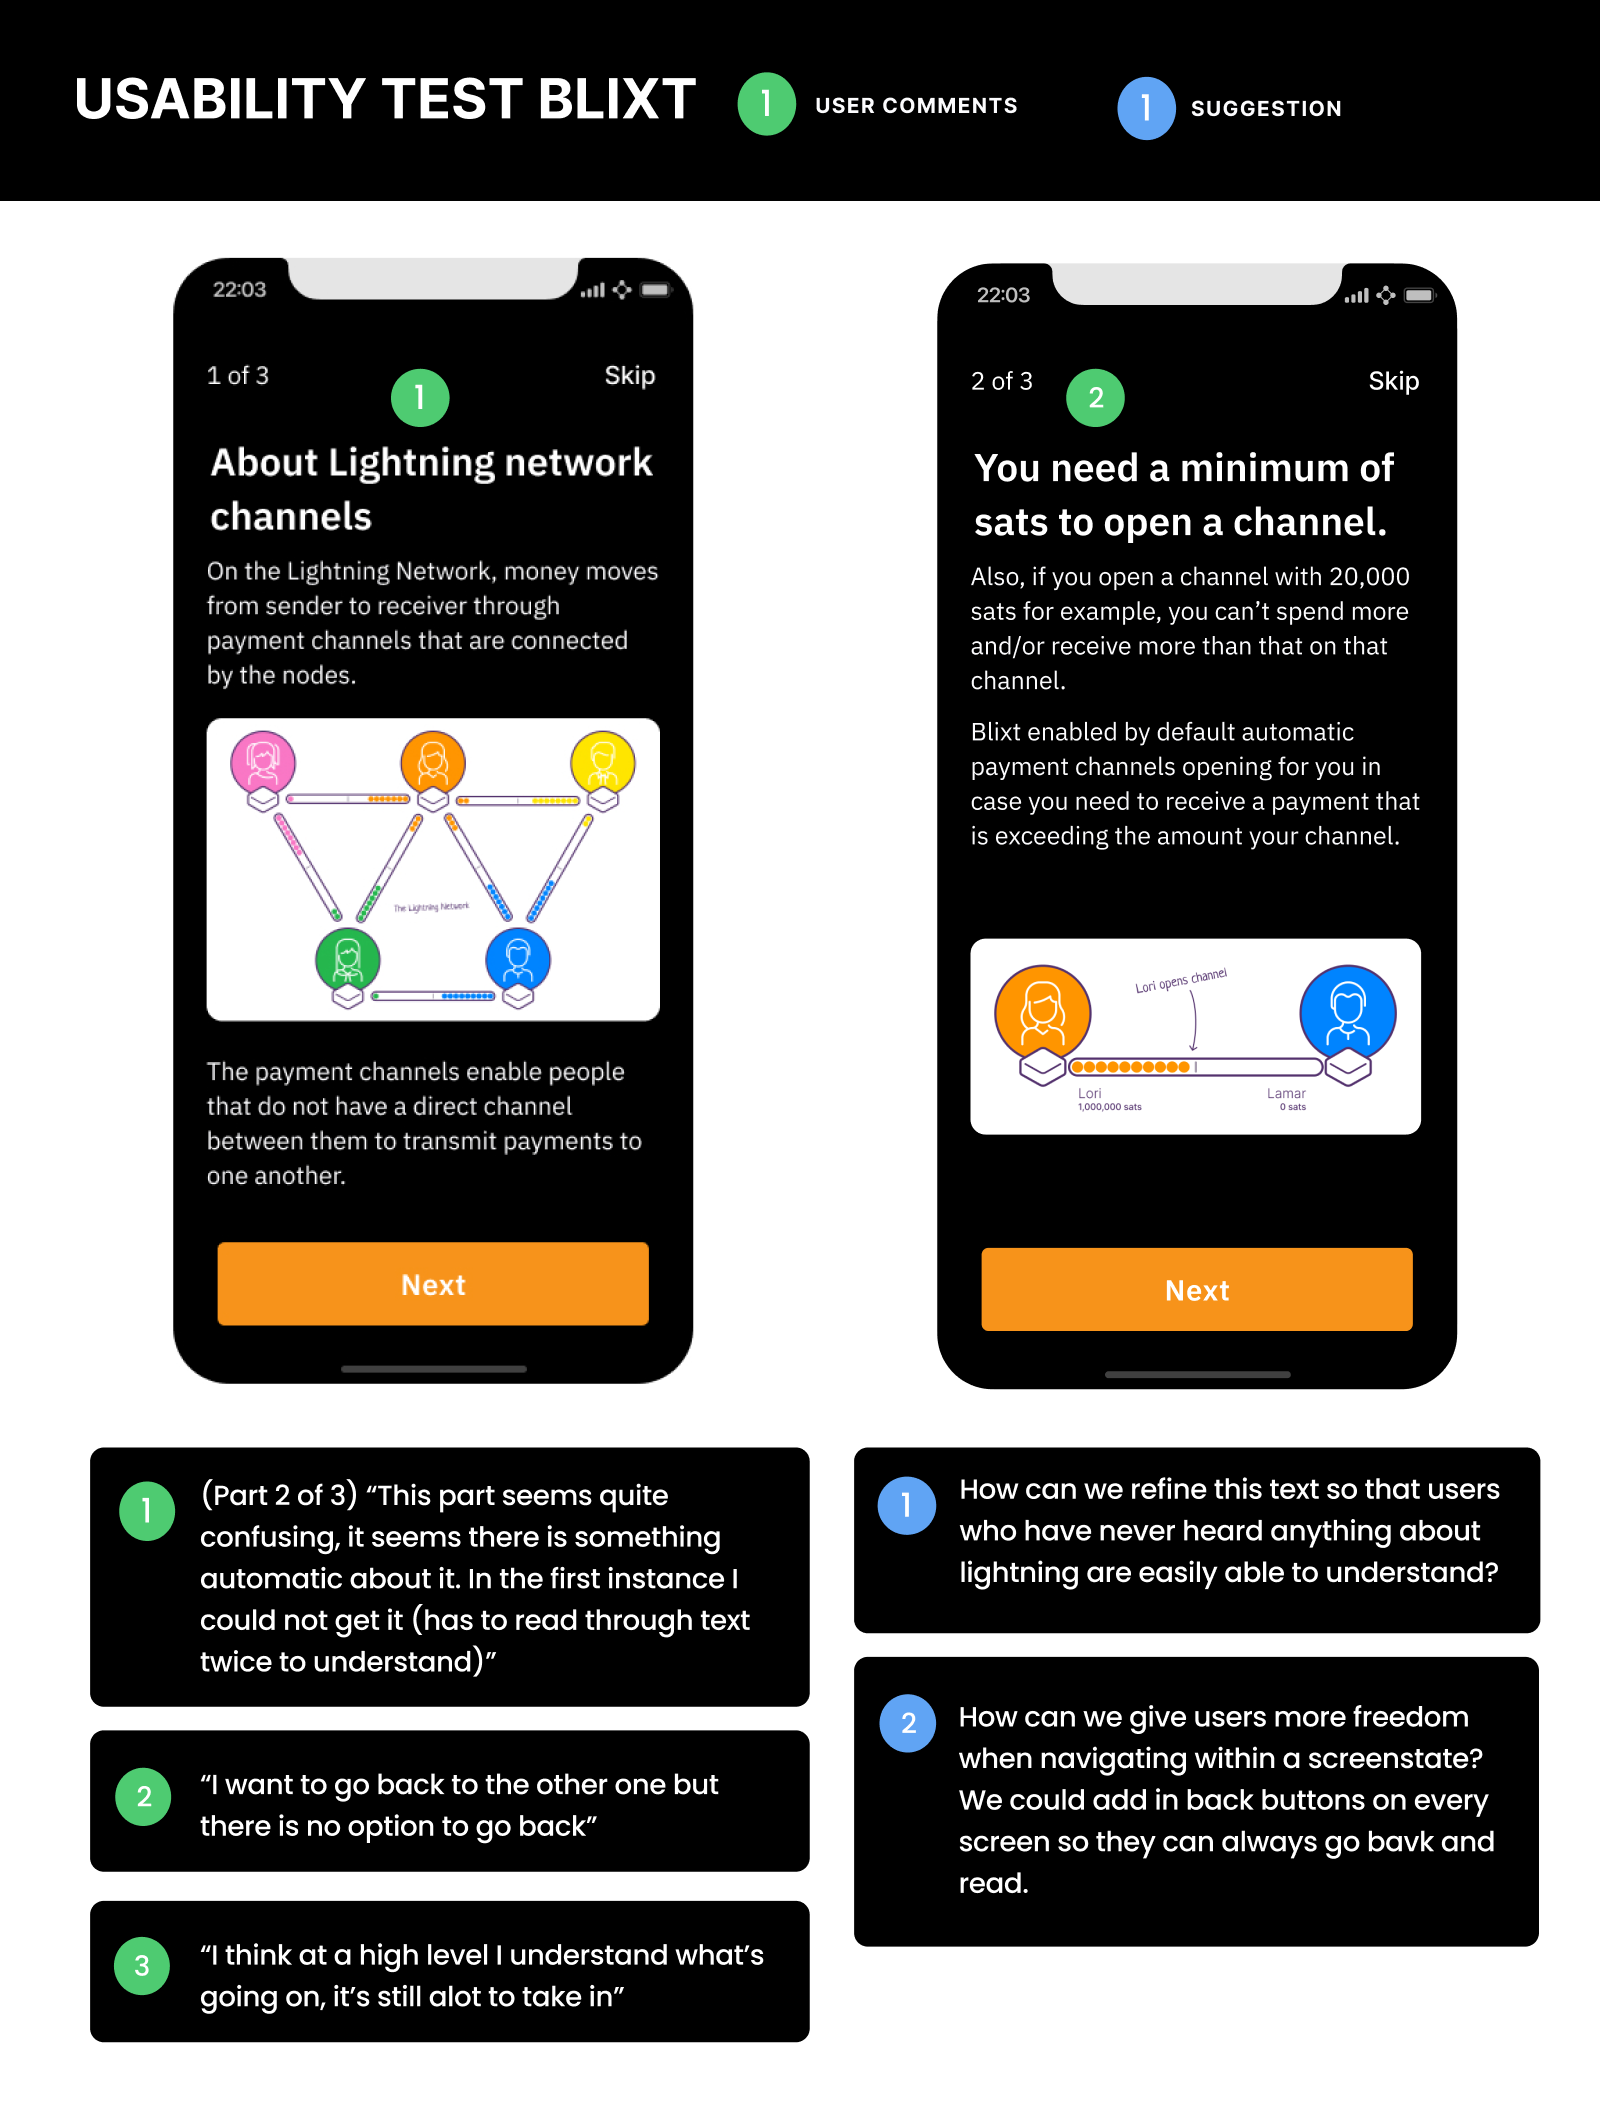 USABILITY TEST BLIXT
1 USER COMMENTS
1 SUGGESTION
22:03
1 of 3
1
Skip
About Lightning network
channels
On the Lightning Network, money moves
from sender to receiver through
payment channels that are connected
by the nodes.
The Lightning Network
The payment channels enable people
that do not have a direct channel
between them to transmit payments to
one another.
Next
22:03
2 of 3
2
Skip
You need a minimum of
sats to open a channel.
Also, if you open a channel with 20,000
sats for example, you can’t spend more
and/or receive more than that on that
channel.
Blixt enabled by default automatic
payment channels opening for you in
case you need to receive a payment that
is exceeding the amount your channel.
Lori opens channel
Lori
1,000,000 sats
Lamar
0 sats
Next
1
(Part 2 of 3) “This part seems quite
confusing, it seems there is something
automatic about it. In the first instance I
could not get it (has to read through text
twice to understand)”
2
“I want to go back to the other one but
there is no option to go back”
3
“I think at a high level I understand what’s
going on, it’s still alot to take in”
1
How can we refine this text so that users
who have never heard anything about
lightning are easily able to understand?
2
How can we give users more freedom
when navigating within a screenstate?
We could add in back buttons on every
screen so they can always go bavk and
read.